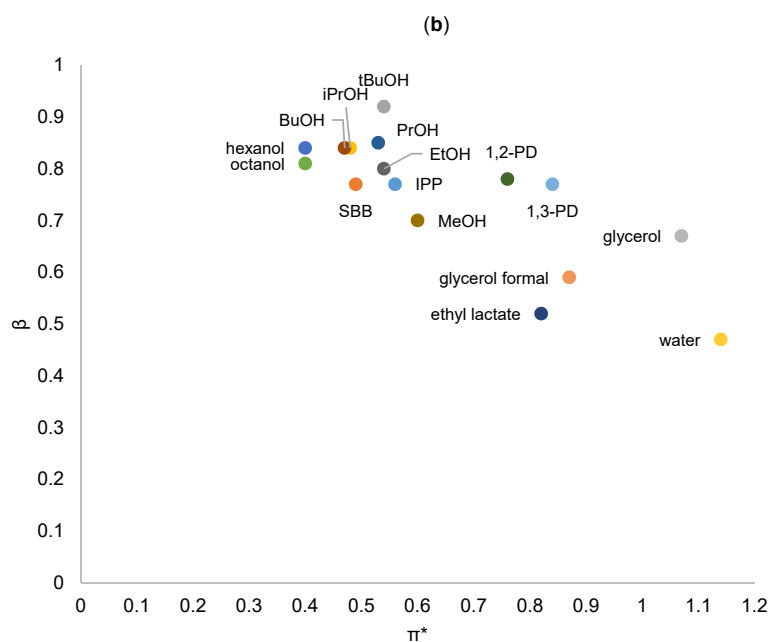 (b)
1
0.9
0.8
0.7
0.6
0.5
0.4
0.3
0.2
0.1
0
β
tBuOH
iPrOH
BuOH
PrOH
hexanol
octanol
EtOH
1,2-PD
IPP
SBB
1,3-PD
MeOH
glycerol
glycerol formal
ethyl lactate
water
0 0.1 0.2 0.3 0.4 0.5 0.6 0.7 0.8 0.9 1 1.1 1.2
π*